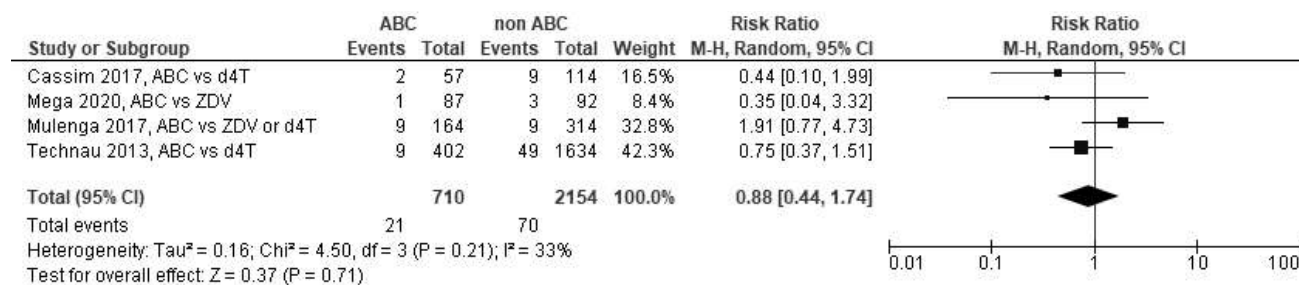 ABC non ABC Risk Ratio Risk Ratio
Study or Subgroup Events Total Events Total Weight M-H, Random, 95% CI M-H, Random, 95% CI
Cassim 2017, ABC vs d4T 2 57 9 114 16.5% 0.44 [0.10, 1.99]
Mega 2020, ABC vs ZDV 1 87 3 92 8.4% 0.35 [0.04, 3.32]
Mulenga 2017, ABC vs ZDV or d4T 9 164 9 314 32.8% 1.91 [0.77, 4.73]
Technau 2013, ABC vs d4T 9 402 49 1634 42.3% 0.75 [0.37, 1.51]
Total (95% CI) 710 2154 100.0% 0.88 [0.44, 1.74]
Total events 21 70
Heterogeneity: Tau² = 0.16; Chi² = 4.50, df = 3 (P = 0.21); I² = 33%
Test for overall effect: Z = 0.37 (P = 0.71)
0.01 0.1 1 10 100